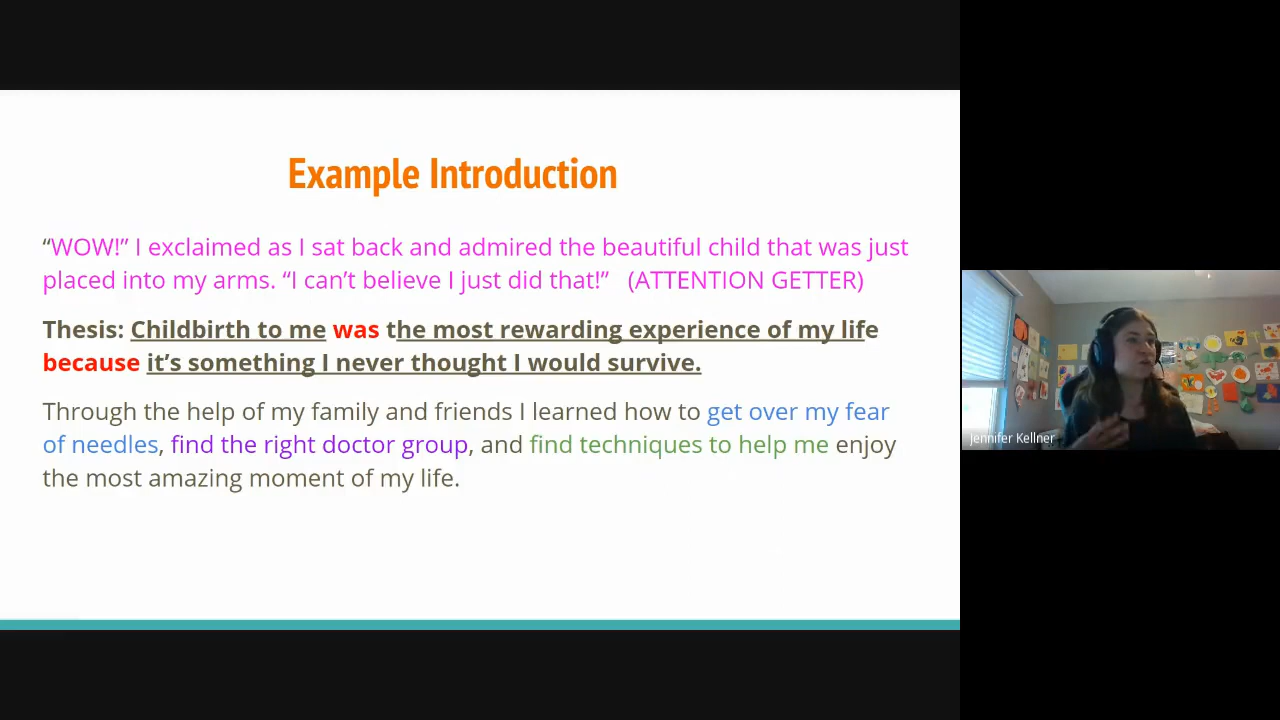 Example Introduction
“WOW!” I exclaimed as I sat back and admired the beautiful child that was just
placed into my arms. “I can’t believe I just did that!” (ATTENTION GETTER)
Thesis: Childbirth to me was the most rewarding experience of my life
because it’s something I never thought I would survive.
Through the help of my family and friends I learned how to get over my fear
of needles, find the right doctor group, and find techniques to help me enjoy
the most amazing moment of my life.
Jennifer Kellner